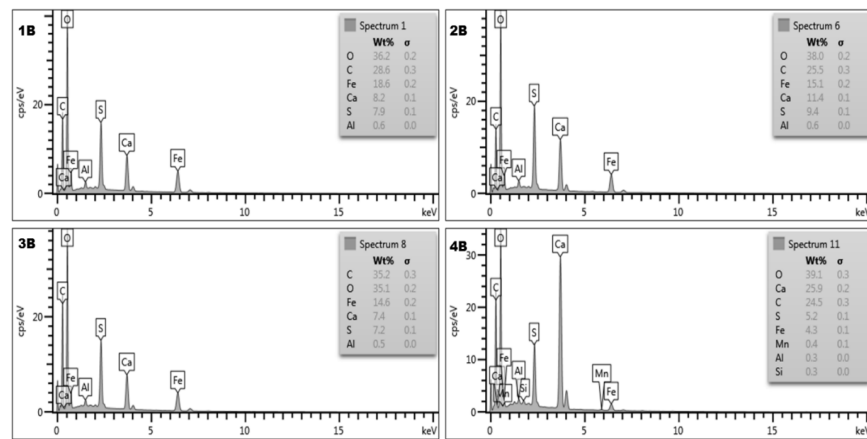 1B
Spectrum 1
Wt% σ
O 36.2 0.2
C 28.6 0.3
Fe 18.6 0.2
Ca 8.2 0.1
S 7.9 0.1
Al 0.6 0.0
O
C
Fe
Ca
Al
S
Ca
Fe
cps/eV
20
0
0 5 10 15 keV
2B
Spectrum 6
Wt% σ
O 38.0 0.2
C 25.5 0.3
Fe 15.1 0.2
Ca 11.4 0.1
S 9.4 0.1
Al 0.6 0.0
O
C
Fe
Ca
Al
S
Ca
Fe
cps/eV
20
0
0 5 10 15 keV
3B
Spectrum 8
Wt% σ
C 35.2 0.3
O 35.1 0.2
Fe 14.6 0.2
Ca 7.4 0.1
S 7.2 0.1
Al 0.5 0.0
O
C
Fe
Ca
Al
S
Ca
Fe
cps/eV
20
0
0 5 10 15 keV
4B
Spectrum 11
Wt% σ
O 39.1 0.3
Ca 25.9 0.2
C 24.5 0.3
S 5.2 0.1
Fe 4.3 0.1
Mn 0.4 0.1
Al 0.3 0.0
Si 0.3 0.0
O
C
Fe
Ca
Mn
Al
Si
S
Ca
Mn
Fe
cps/eV
30
20
10
0
0 5 10 15 keV